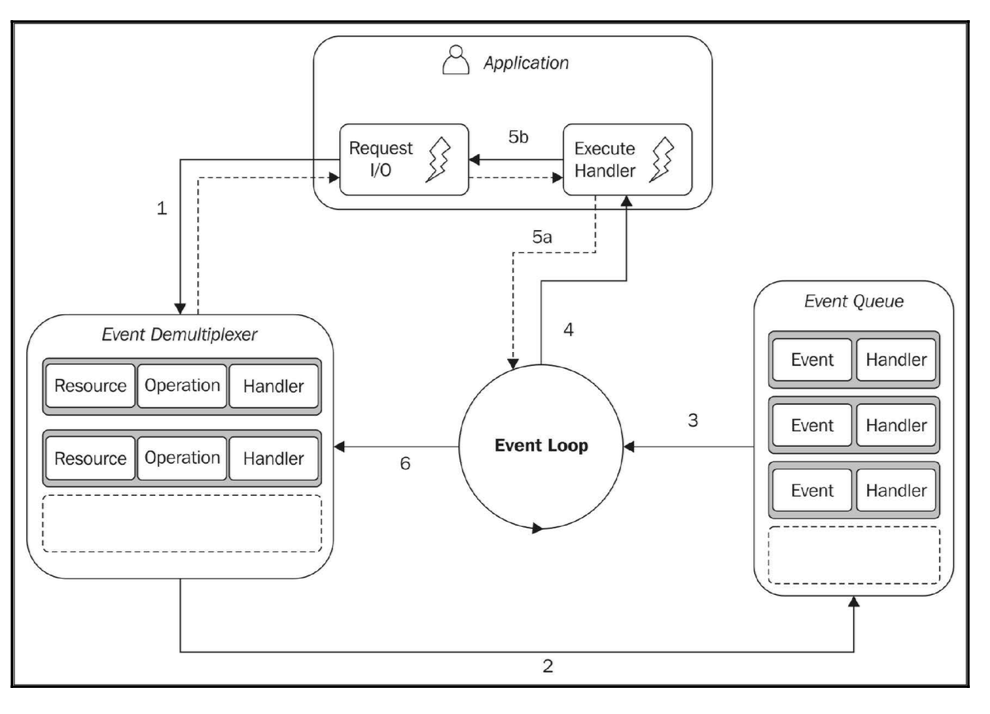 Application
Request
I/O
5b
Execute
Handler
1
5a
Event Demultiplexer
Resource Operation Handler
Resource Operation Handler
4
Event Loop
6
3
Event Queue
Event Handler
Event Handler
Event Handler
2